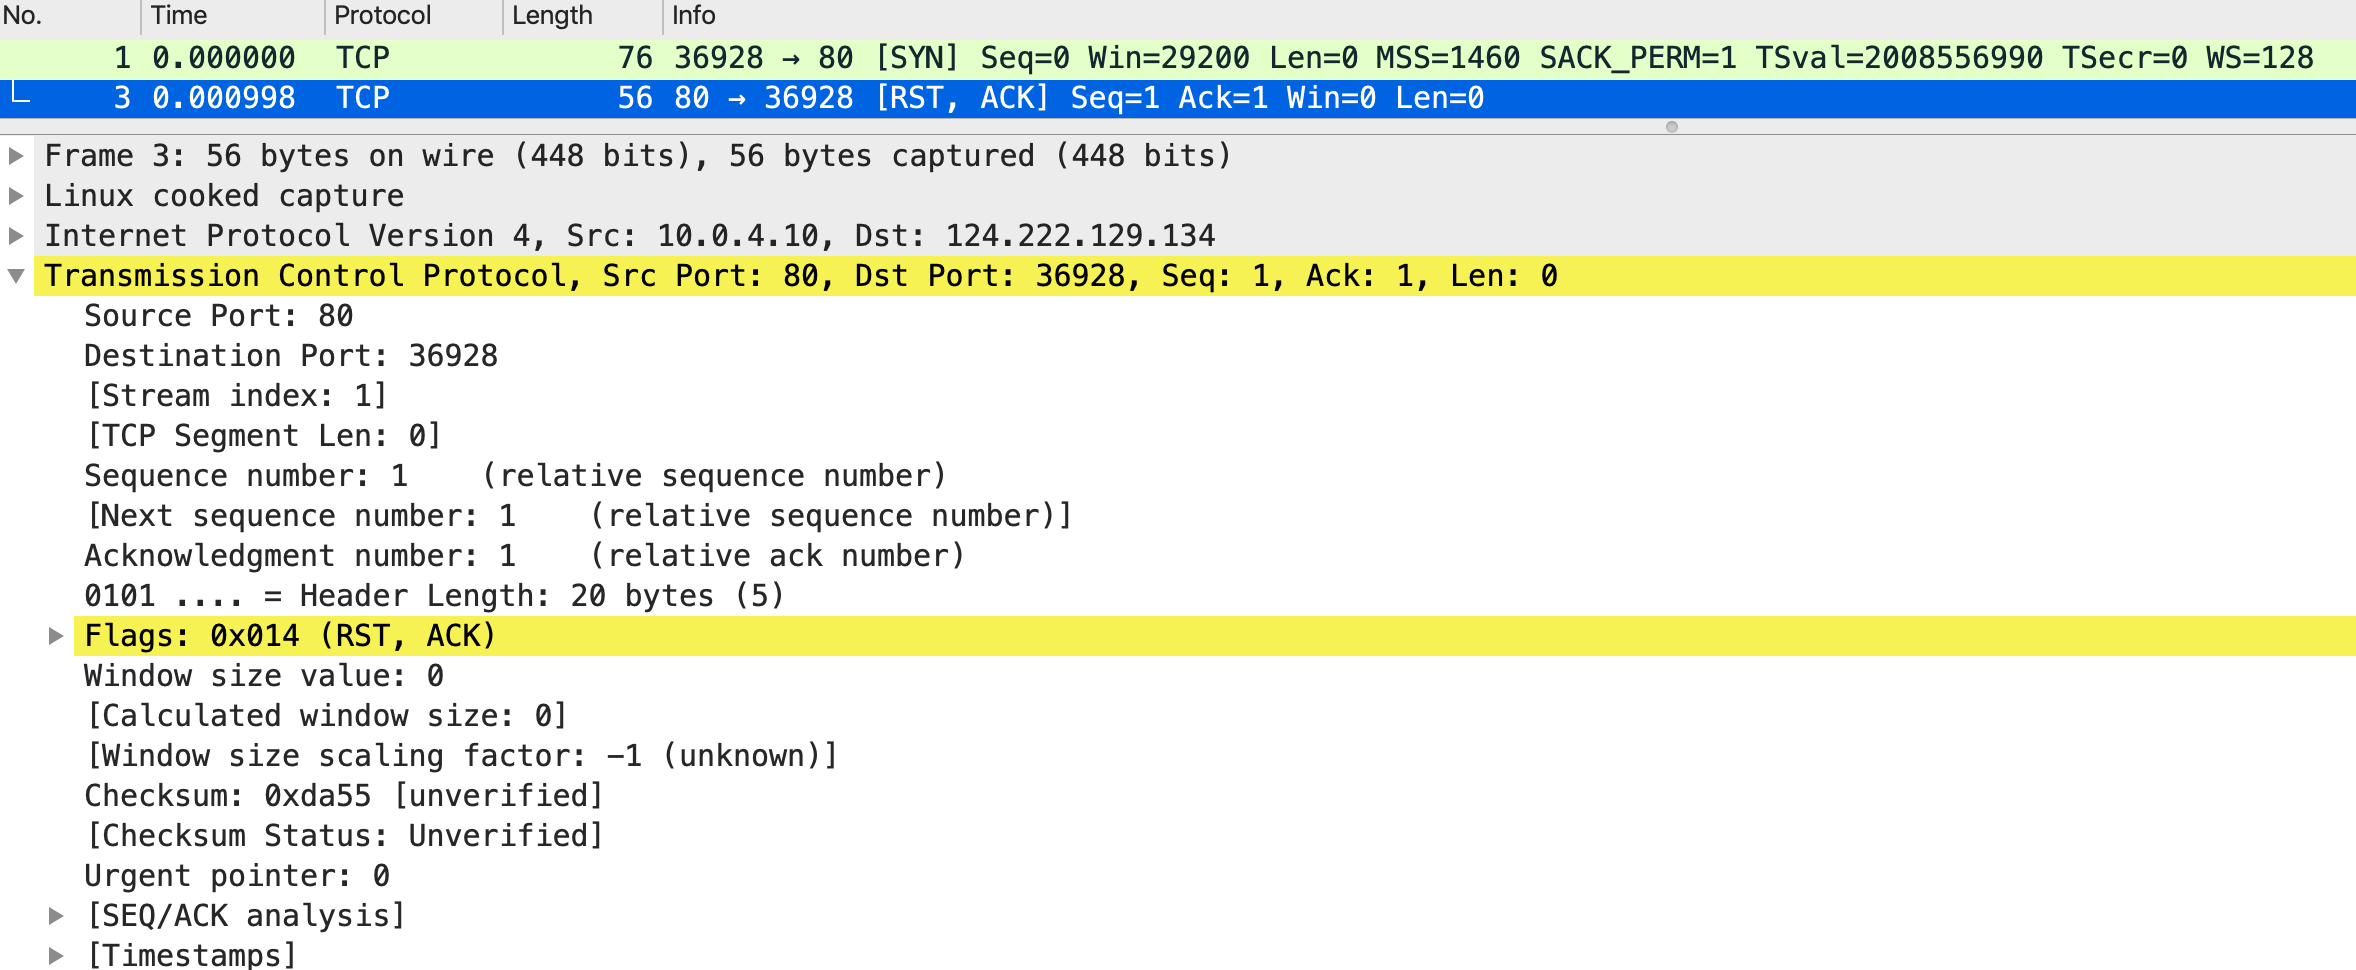 No. Time Protocol Length Info
1 0.000000 TCP 76 36928 → 80 [SYN] Seq=0 Win=29200 Len=0 MSS=1460 SACK_PERM=1 TSval=2008556990 TSecr=0 WS=128
3 0.000998 TCP 56 80 → 36928 [RST, ACK] Seq=1 Ack=1 Win=0 Len=0
Frame 3: 56 bytes on wire (448 bits), 56 bytes captured (448 bits)
Linux cooked capture
Internet Protocol Version 4, Src: 10.0.4.10, Dst: 124.222.129.134
Transmission Control Protocol, Src Port: 80, Dst Port: 36928, Seq: 1, Ack: 1, Len: 0
Source Port: 80
Destination Port: 36928
[Stream index: 1]
[TCP Segment Len: 0]
Sequence number: 1    (relative sequence number)
[Next sequence number: 1    (relative sequence number)]
Acknowledgment number: 1    (relative ack number)
0101 .... = Header Length: 20 bytes (5)
Flags: 0x014 (RST, ACK)
Window size value: 0
[Calculated window size: 0]
[Window size scaling factor: -1 (unknown)]
Checksum: 0xda55 [unverified]
[Checksum Status: Unverified]
Urgent pointer: 0
[SEQ/ACK analysis]
[Timestamps]